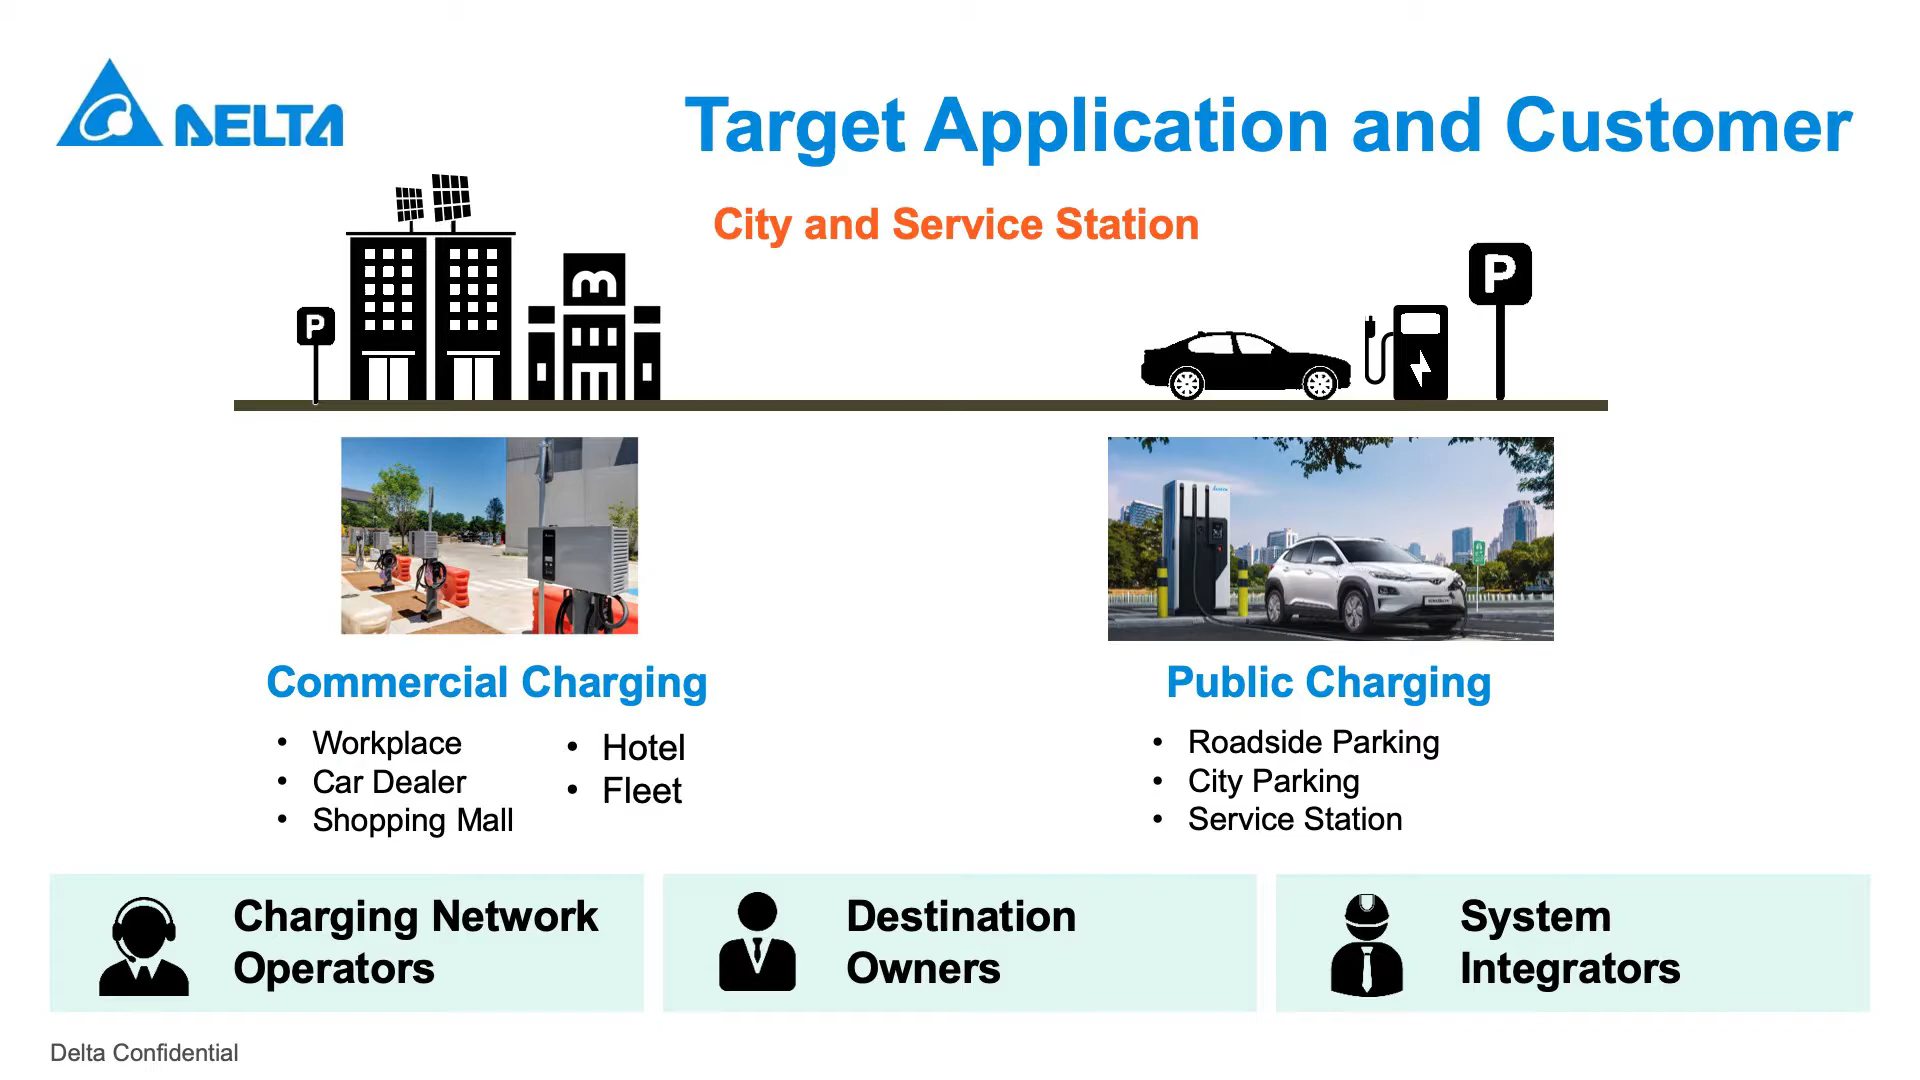 DELTA
Target Application and Customer
City and Service Station
P
m
P
Commercial Charging
• Workplace
• Car Dealer
• Shopping Mall
• Hotel
• Fleet
Public Charging
• Roadside Parking
• City Parking
• Service Station
Charging Network
Operators
Destination
Owners
System
Integrators
Delta Confidential